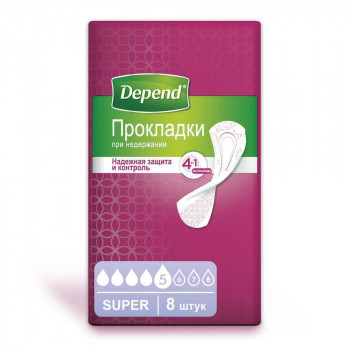 Depend®
Прокладки
при недержании
Надежная защита
и контроль
4в1
5 6 7 8
SUPER 8 штук